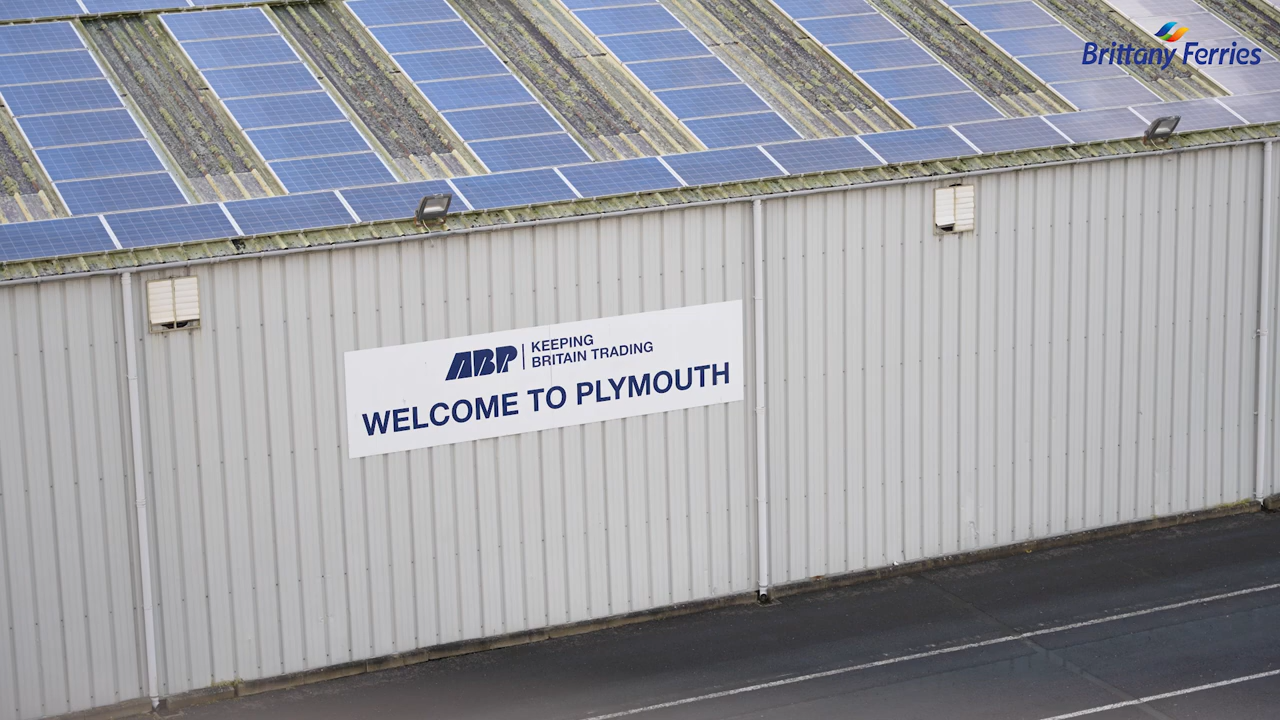 Brittany Ferries
ABP
KEEPING
BRITAIN TRADING
WELCOME TO PLYMOUTH